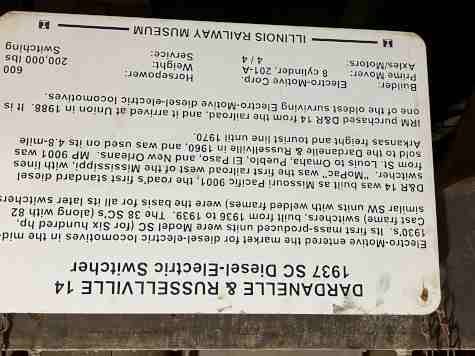 DARDANELLE & RUSSELLVILLE 14
1937 SC Diesel-Electric Switcher
Electro-Motive entered the market for diesel-electric locomotives in the mid-
1930's. Its first mass-produced units were Model SC (for Six hundred hp,
Cast frame) switchers, built from 1936 to 1939. 38 SC's (along with 82
similar SW units with welded frames) were the basis for all its later switchers.
D&R 14 was built as Missouri Pacific 9001, the road's first standard diesel
switcher. "MoPac" was the first railroad west of the Mississippi, with lines
from St. Louis to Omaha, Pueblo, El Paso, and New Orleans. MP 9001 was
sold to the Dardanelle & Russellville in 1960, and was used on its 4.8-mile
Arkansas freight and tourist line until 1970.
IRM purchased D&R 14 from the railroad, and it arrived at Union in 1988. It is
one of the oldest surviving Electro-Motive diesel-electric locomotives.
Builder: Electro-Motive Corp. Horsepower: 600
Prime Mover: 8 cylinder, 201-A Weight: 200,000 lbs
Axles/Motors: 4 / 4 Service: Switching
ILLINOIS RAILWAY MUSEUM